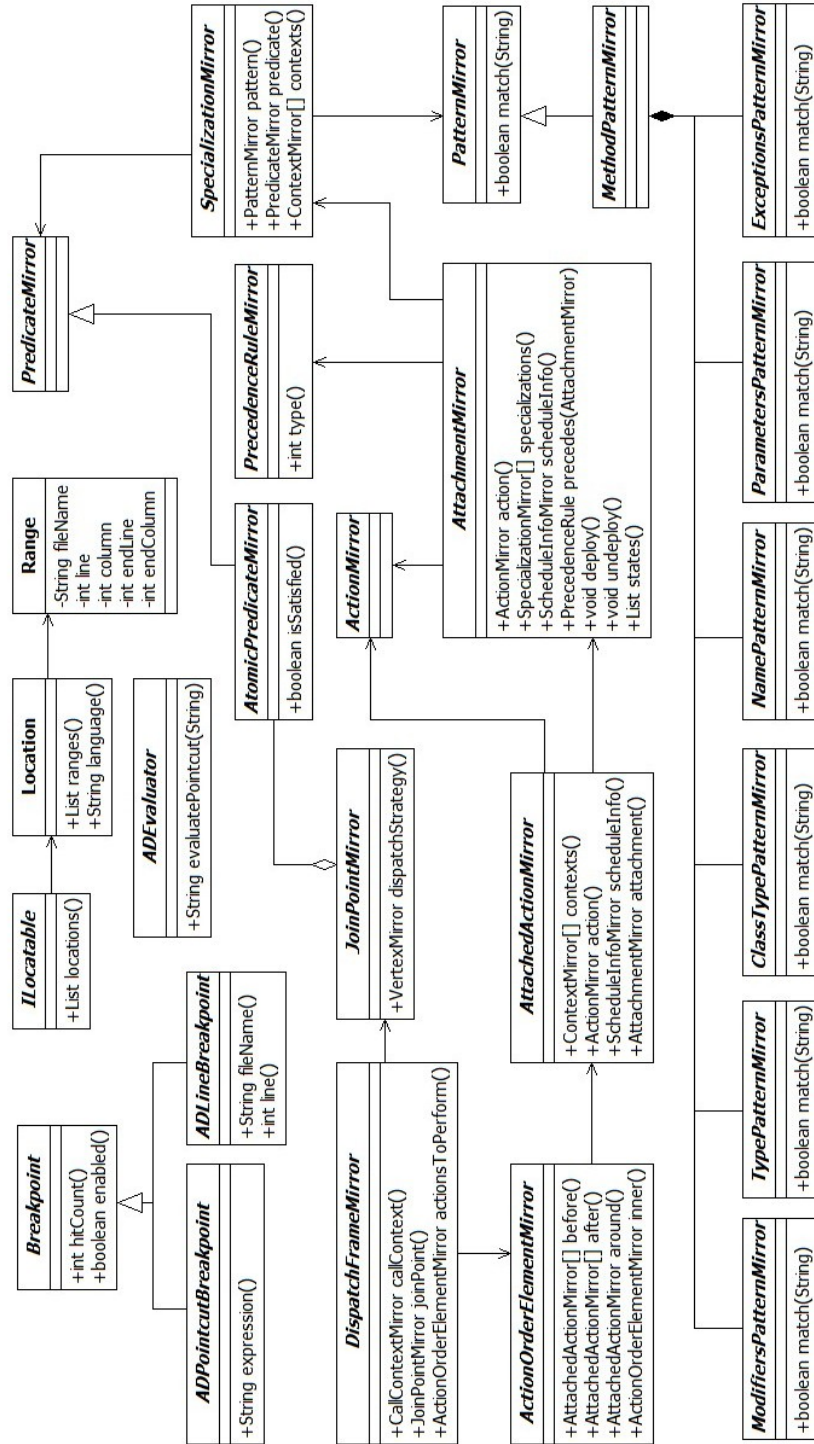 Breakpoint
+int hitCount()
+boolean enabled()
ILocatable
+List locations()
Location
+List ranges()
+String language()
Range
-String fileName
-int line
-int column
-int endLine
-int endColumn
PredicateMirror
ADPointcutBreakpoint
+String expression()
ADLineBreakpoint
+String fileName()
+int line()
ADEvaluator
+String evaluatePointcut(String)
AtomicPredicateMirror
+boolean isSatisfied()
PrecedenceRuleMirror
+int type()
SpecializationMirror
+PatternMirror pattern()
+PredicateMirror predicate()
+ContextMirror[] contexts()
DispatchFrameMirror
+CallContextMirror callContext()
+JoinPointMirror joinPoint()
+ActionOrderElementMirror actionsToPerform()
JoinPointMirror
+VertexMirror dispatchStrategy()
ActionMirror
AttachmentMirror
+ActionMirror action()
+SpecializationMirror[] specializations()
+ScheduleInfoMirror scheduleInfo()
+PrecedenceRule precedes(AttachmentMirror)
+void deploy()
+void undeploy()
+List states()
PatternMirror
+boolean match(String)
ActionOrderElementMirror
+AttachedActionMirror[] before()
+AttachedActionMirror[] after()
+AttachedActionMirror around()
+ActionOrderElementMirror inner()
AttachedActionMirror
+ContextMirror[] contexts()
+ActionMirror action()
+ScheduleInfoMirror scheduleInfo()
+AttachmentMirror attachment()
MethodPatternMirror
ModifiersPatternMirror
+boolean match(String)
TypePatternMirror
+boolean match(String)
ClassTypePatternMirror
+boolean match(String)
NamePatternMirror
+boolean match(String)
ParametersPatternMirror
+boolean match(String)
ExceptionsPatternMirror
+boolean match(String)